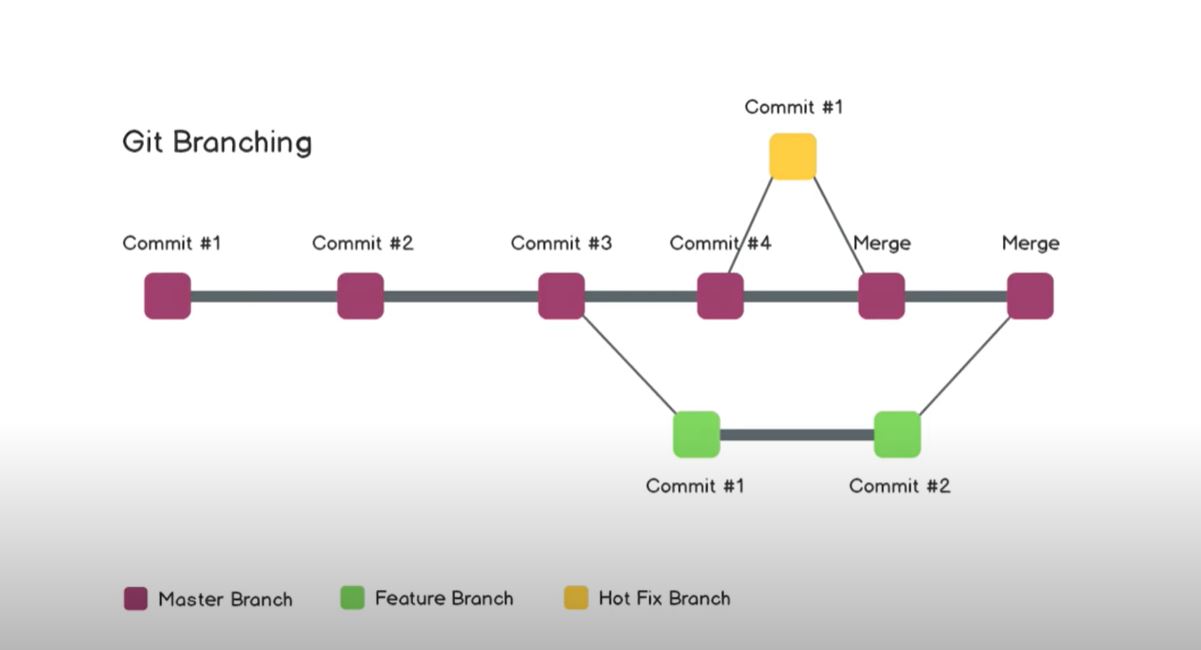 Commit #1
Git Branching
Commit #1
Commit #2
Commit #3
Commit #4
Merge
Merge
Commit #1
Commit #2
Master Branch
Feature Branch
Hot Fix Branch